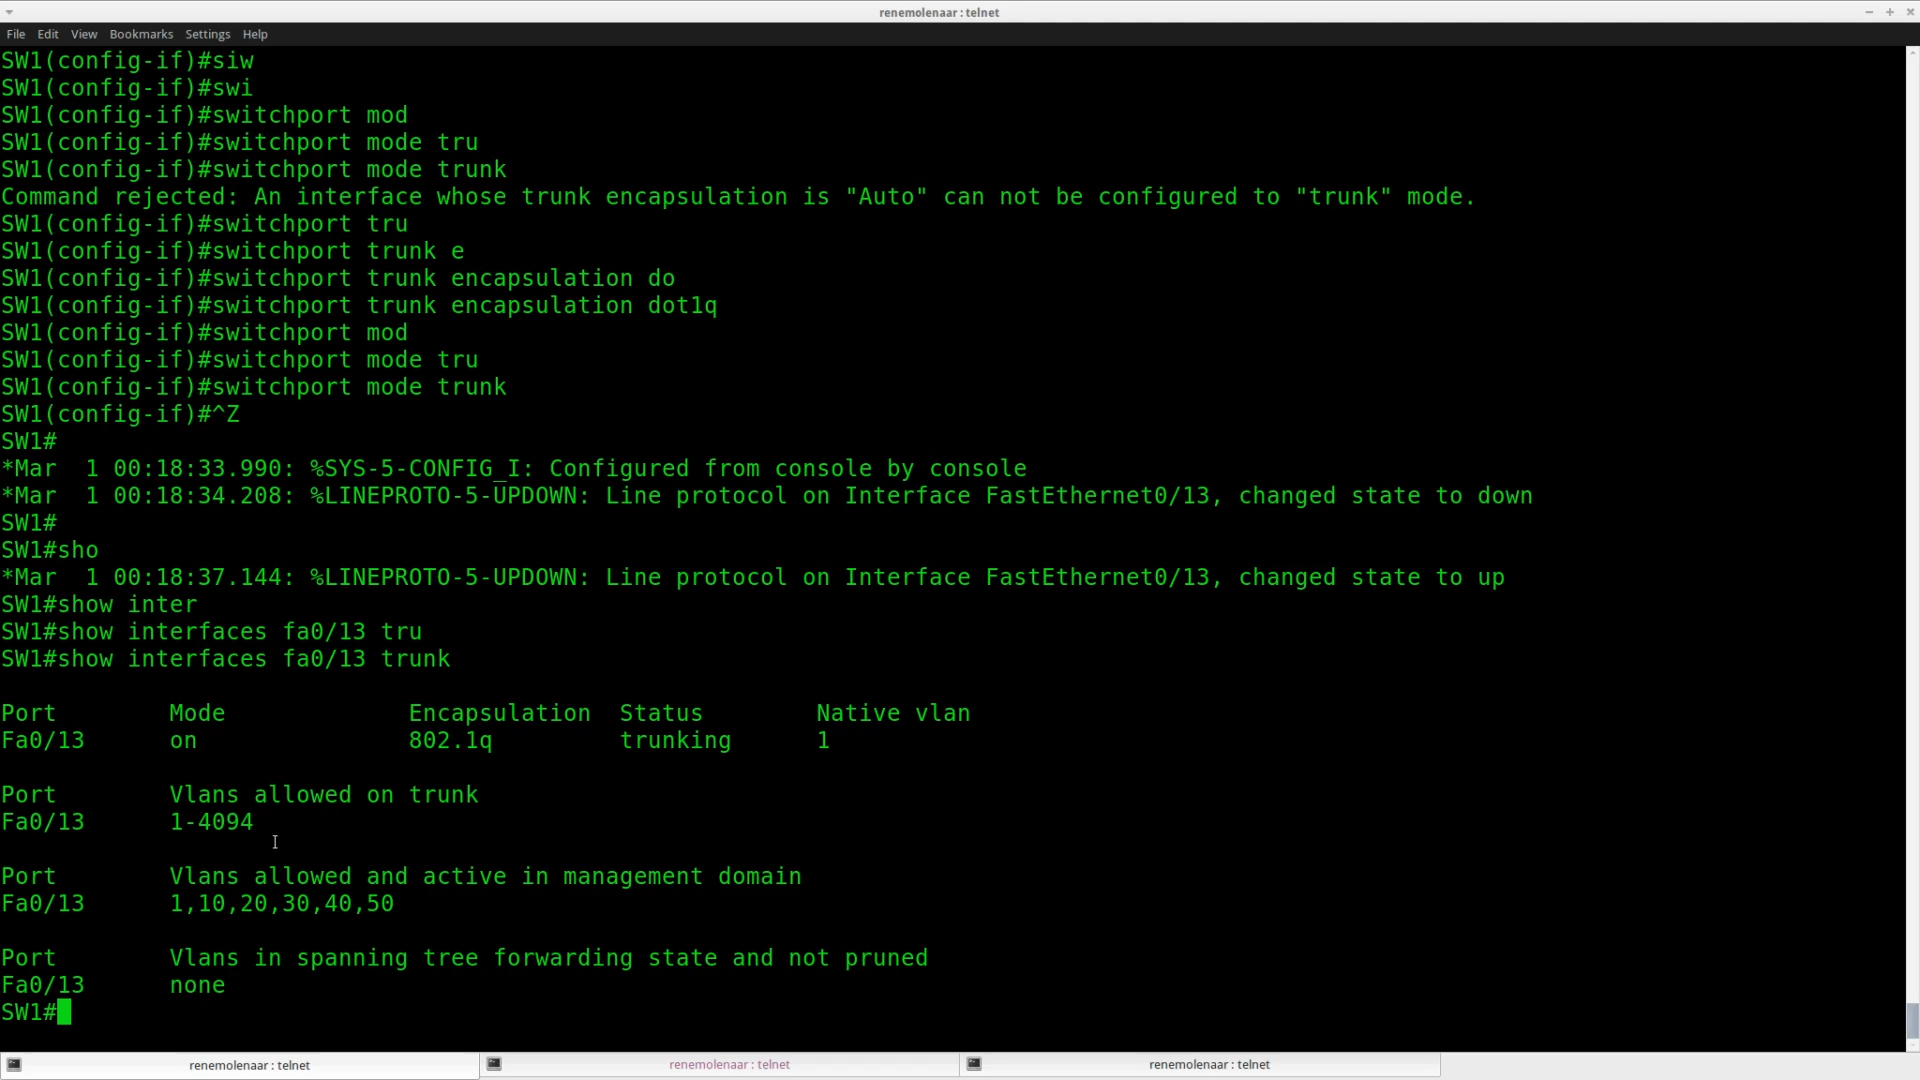 renemolenaar : telnet
File Edit View Bookmarks Settings Help
SW1(config-if)#siw
SW1(config-if)#swi
SW1(config-if)#switchport mod
SW1(config-if)#switchport mode tru
SW1(config-if)#switchport mode trunk
Command rejected: An interface whose trunk encapsulation is "Auto" can not be configured to "trunk" mode.
SW1(config-if)#switchport tru
SW1(config-if)#switchport trunk e
SW1(config-if)#switchport trunk encapsulation do
SW1(config-if)#switchport trunk encapsulation dot1q
SW1(config-if)#switchport mod
SW1(config-if)#switchport mode tru
SW1(config-if)#switchport mode trunk
SW1(config-if)#^Z
SW1#
*Mar  1 00:18:33.990: %SYS-5-CONFIG_I: Configured from console by console
*Mar  1 00:18:34.208: %LINEPROTO-5-UPDOWN: Line protocol on Interface FastEthernet0/13, changed state to down
SW1#
SW1#sho
*Mar  1 00:18:37.144: %LINEPROTO-5-UPDOWN: Line protocol on Interface FastEthernet0/13, changed state to up
SW1#show inter
SW1#show interfaces fa0/13 tru
SW1#show interfaces fa0/13 trunk
Port        Mode             Encapsulation  Status        Native vlan
Fa0/13      on               802.1q         trunking      1
Port        Vlans allowed on trunk
Fa0/13      1-4094
Port        Vlans allowed and active in management domain
Fa0/13      1,10,20,30,40,50
Port        Vlans in spanning tree forwarding state and not pruned
Fa0/13      none
SW1#
renemolenaar : telnet renemolenaar : telnet renemolenaar : telnet